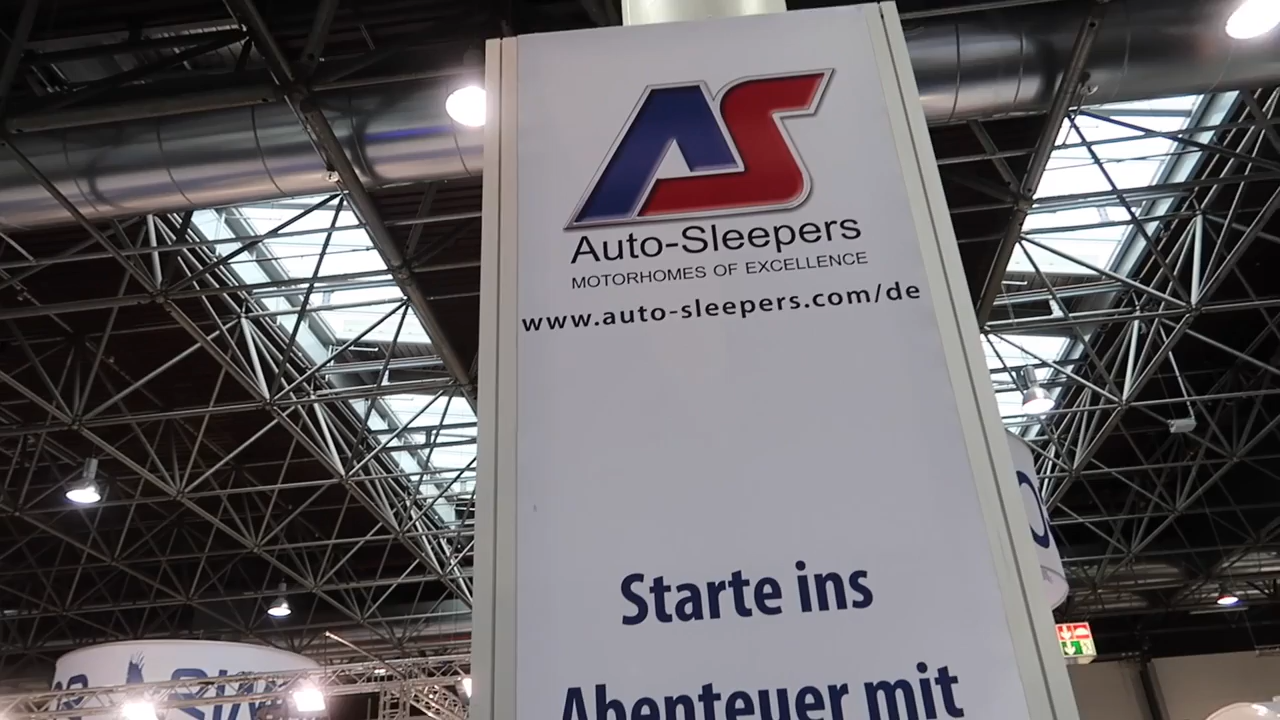 AS
Auto-Sleepers
MOTORHOMES OF EXCELLENCE
www.auto-sleepers.com/de
Starte ins
Abenteuer mit